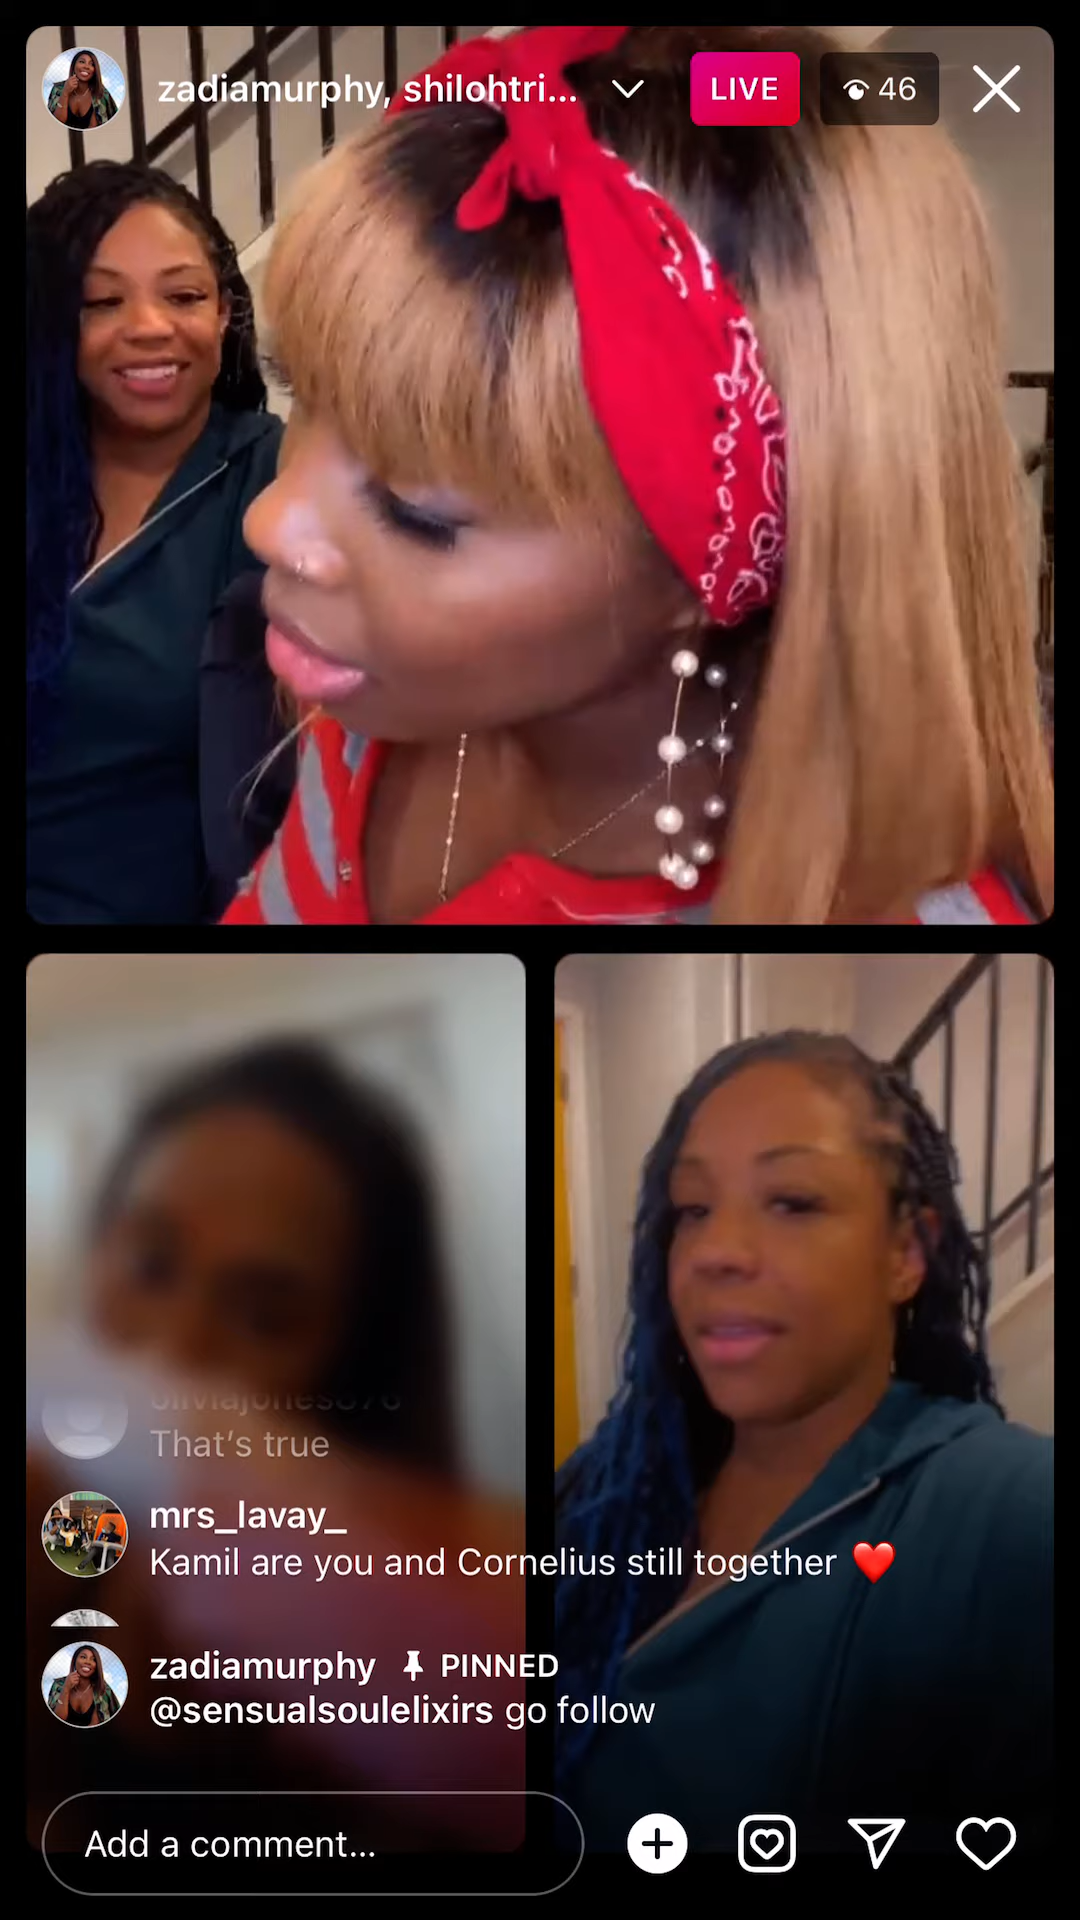 zadiamurphy, shilohtri...
LIVE
46
oliviajones876
That's true
mrs_lavay_
Kamil are you and Cornelius still together ❤️
zadiamurphy PINNED
@sensualsoulelixirs go follow
Add a comment...